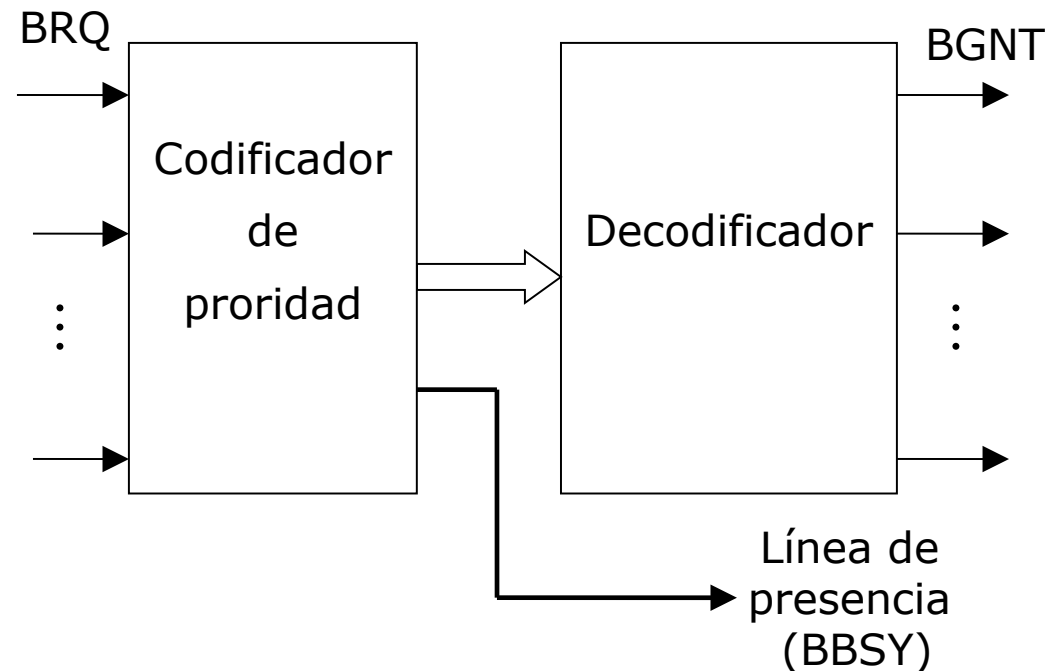 BRQ
Codificador
de
proridad
Decodificador
BGNT
Línea de
presencia
(BBSY)